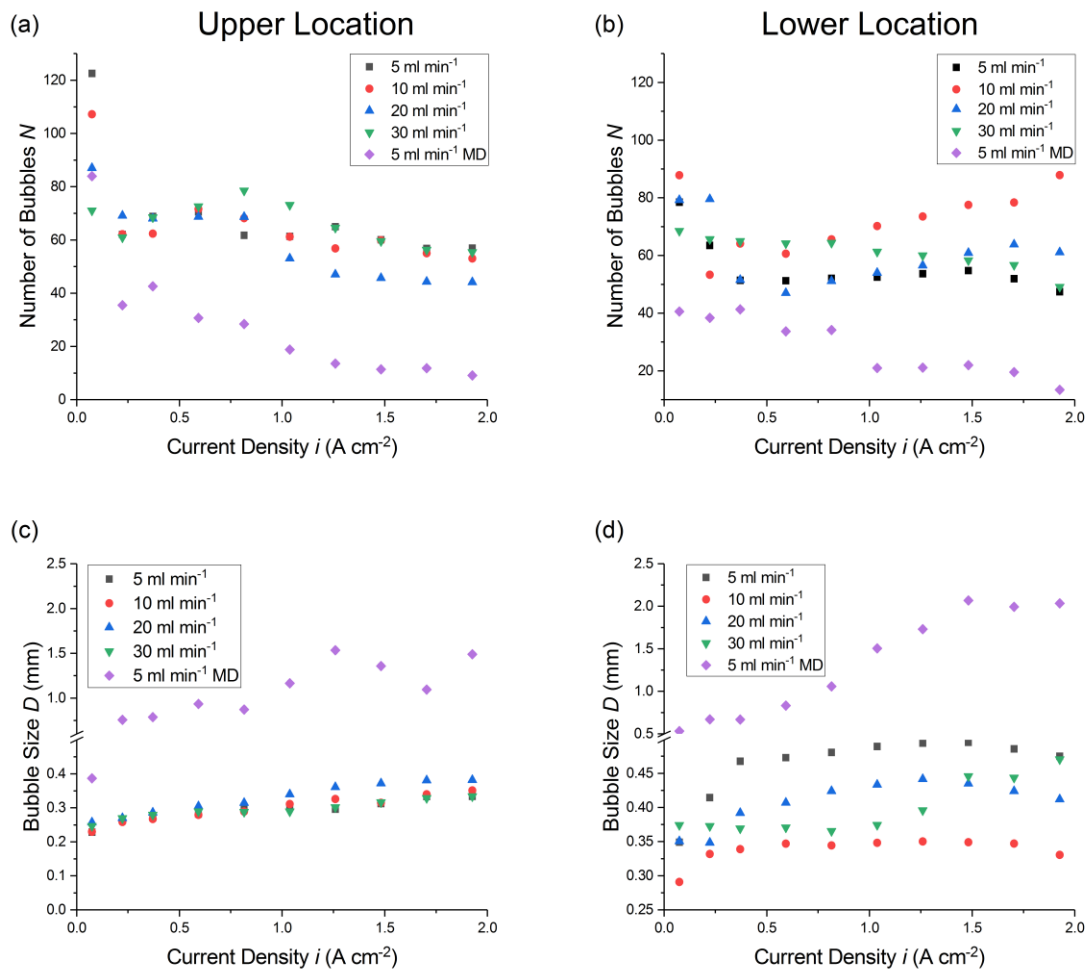 (a) Upper Location
5 ml min⁻¹
10 ml min⁻¹
20 ml min⁻¹
30 ml min⁻¹
5 ml min⁻¹ MD
Number of Bubbles N
120
100
80
60
40
20
0
0.0 0.5 1.0 1.5 2.0
Current Density i (A cm⁻²)
(b) Lower Location
5 ml min⁻¹
10 ml min⁻¹
20 ml min⁻¹
30 ml min⁻¹
5 ml min⁻¹ MD
Number of Bubbles N
120
100
80
60
40
20
0.0 0.5 1.0 1.5 2.0
Current Density i (A cm⁻²)
(c)
5 ml min⁻¹
10 ml min⁻¹
20 ml min⁻¹
30 ml min⁻¹
5 ml min⁻¹ MD
Bubble Size D (mm)
2.5
2.0
1.5
1.0
0.4
0.3
0.2
0.1
0.0
0.0 0.5 1.0 1.5 2.0
Current Density i (A cm⁻²)
(d)
5 ml min⁻¹
10 ml min⁻¹
20 ml min⁻¹
30 ml min⁻¹
5 ml min⁻¹ MD
Bubble Size D (mm)
2.5
2.0
1.5
1.0
0.5
0.45
0.40
0.35
0.30
0.25
0.0 0.5 1.0 1.5 2.0
Current Density i (A cm⁻²)